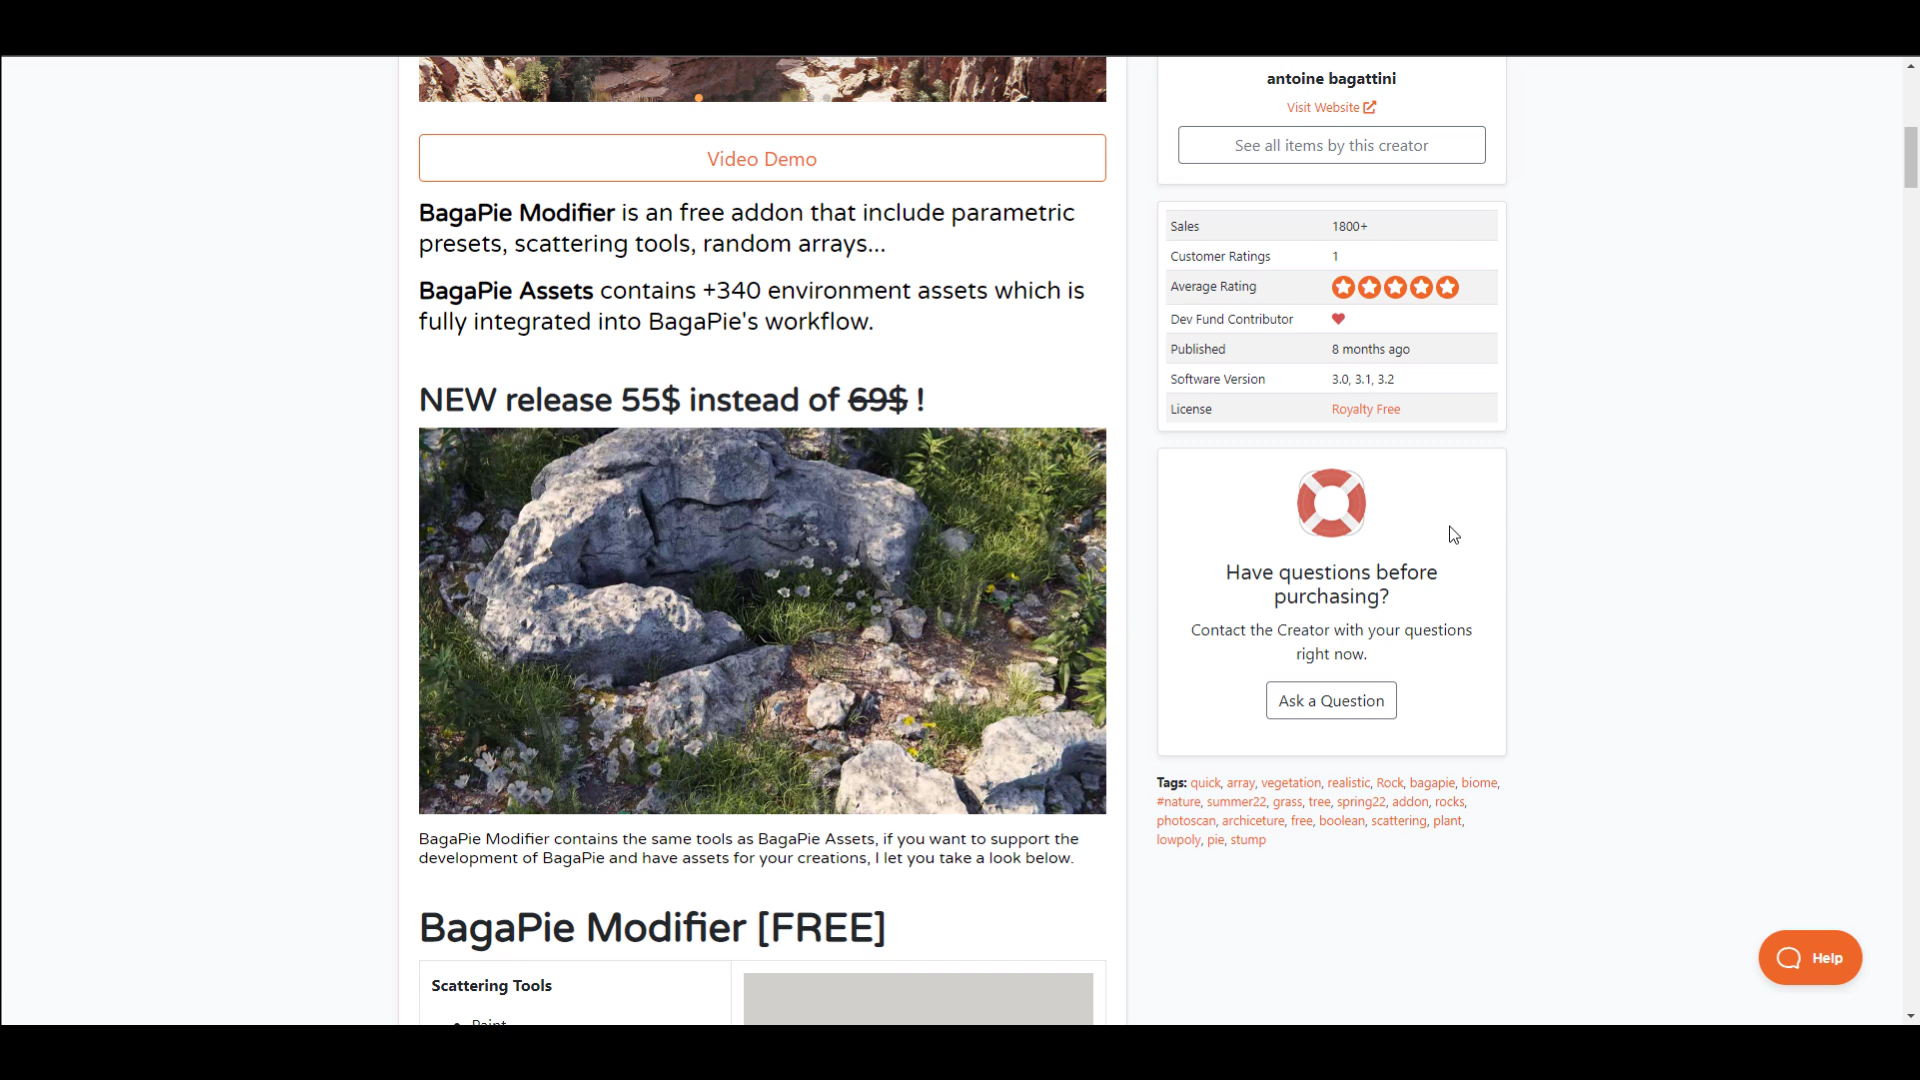 Video Demo
BagaPie Modifier is an free addon that include parametric
presets, scattering tools, random arrays...
BagaPie Assets contains +340 environment assets which is
fully integrated into BagaPie's workflow.
NEW release 55$ instead of 69$ !
BagaPie Modifier contains the same tools as BagaPie Assets, if you want to support the
development of BagaPie and have assets for your creations, I let you take a look below.
BagaPie Modifier [FREE]
Scattering Tools
Paint
antoine bagattini
Visit Website
See all items by this creator
Sales 1800+
Customer Ratings 1
Average Rating
Dev Fund Contributor
Published 8 months ago
Software Version 3.0, 3.1, 3.2
License Royalty Free
Have questions before
purchasing?
Contact the Creator with your questions
right now.
Ask a Question
Tags: quick, array, vegetation, realistic, Rock, bagapie, biome,
#nature, summer22, grass, tree, spring22, addon, rocks,
photoscan, archiceture, free, boolean, scattering, plant,
lowpoly, pie, stump
Help